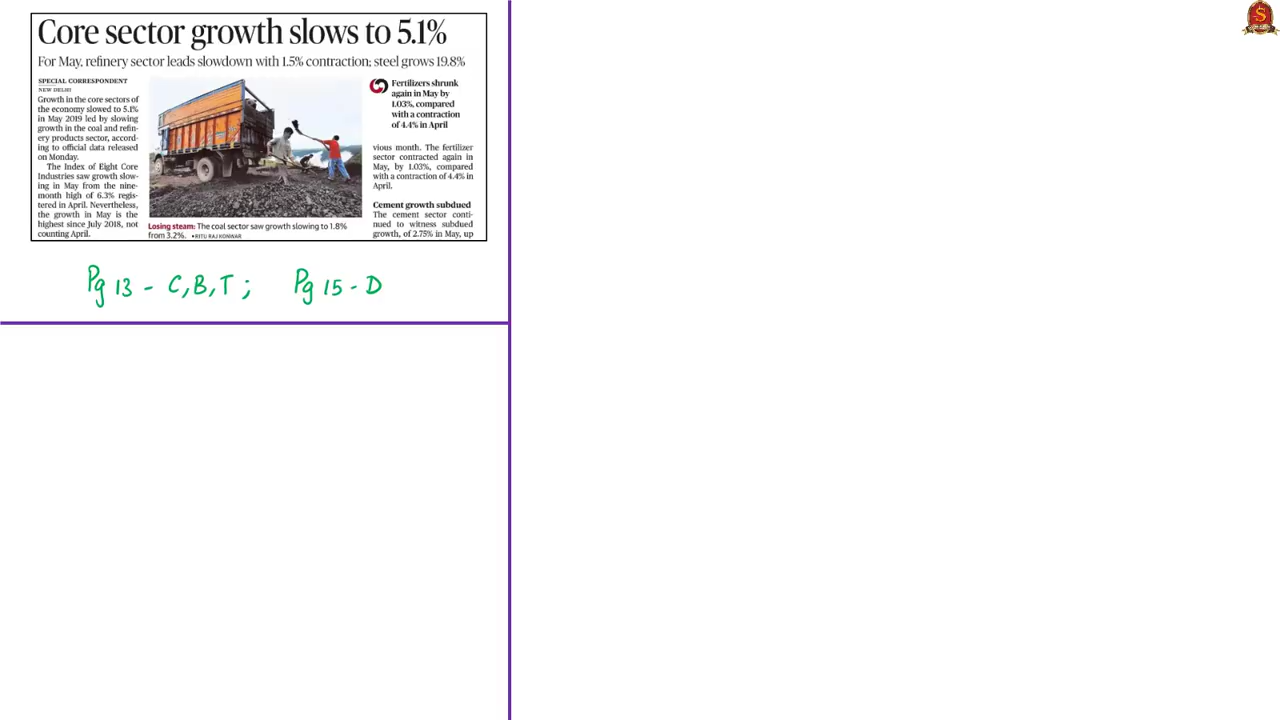 Core sector growth slows to 5.1%
For May, refinery sector leads slowdown with 1.5% contraction; steel grows 19.8%
SPECIAL CORRESPONDENT
NEW DELHI
Growth in the core sectors of
the economy slowed to 5.1%
in May 2019 led by slowing
growth in the coal and refin-
ery products sector, accord-
ing to official data released
on Monday.
The Index of Eight Core
Industries saw growth slow-
ing in May from the nine-
month high of 6.3% regis-
tered in April. Nevertheless,
the growth in May is the
highest since July 2018, not
counting April.
Losing steam: The coal sector saw growth slowing to 1.8%
from 3.2%. • RITU RAJ KONWAR
Fertilizers shrunk
again in May by
1.03%, compared
with a contraction
of 4.4% in April
vious month. The fertilizer
sector contracted again in
May, by 1.03%, compared
with a contraction of 4.4% in
April.
Cement growth subdued
The cement sector conti-
nued to witness subdued
growth, of 2.75% in May, up
Pg 13 - C,B,T; Pg 15 - D